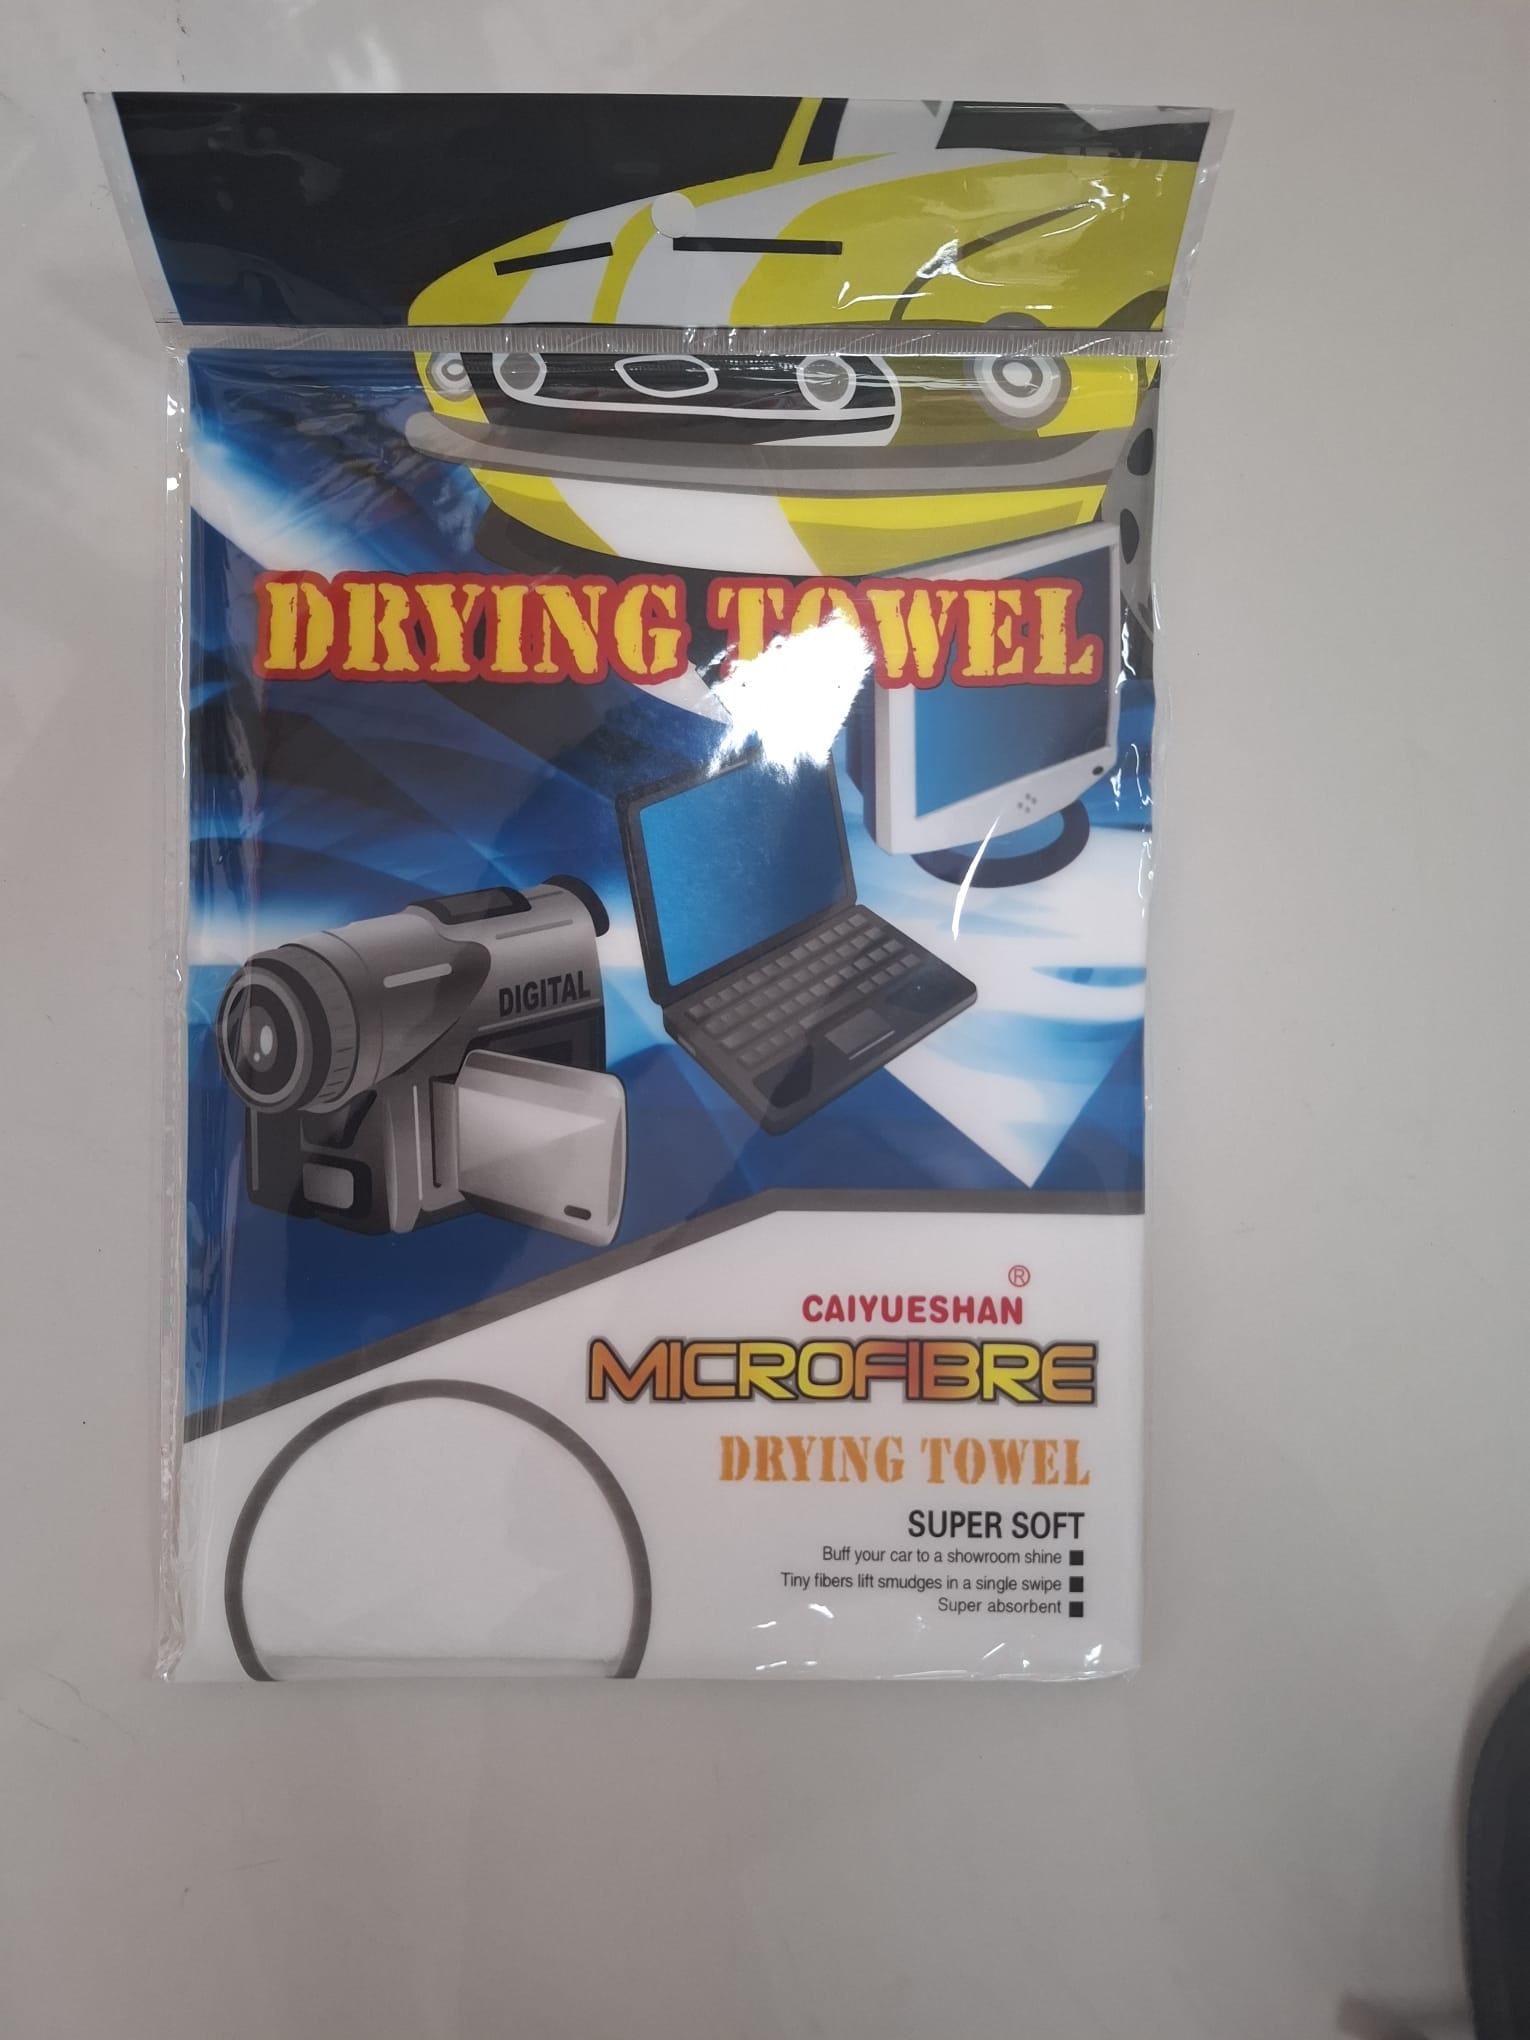 DRYING TOWEL
DIGITAL
®
CAIYUESHAN
MICROFIBRE
DRYING TOWEL
SUPER SOFT
Buff your car to a showroom shine ■
Tiny fibers lift smudges in a single swipe ■
Super absorbent ■